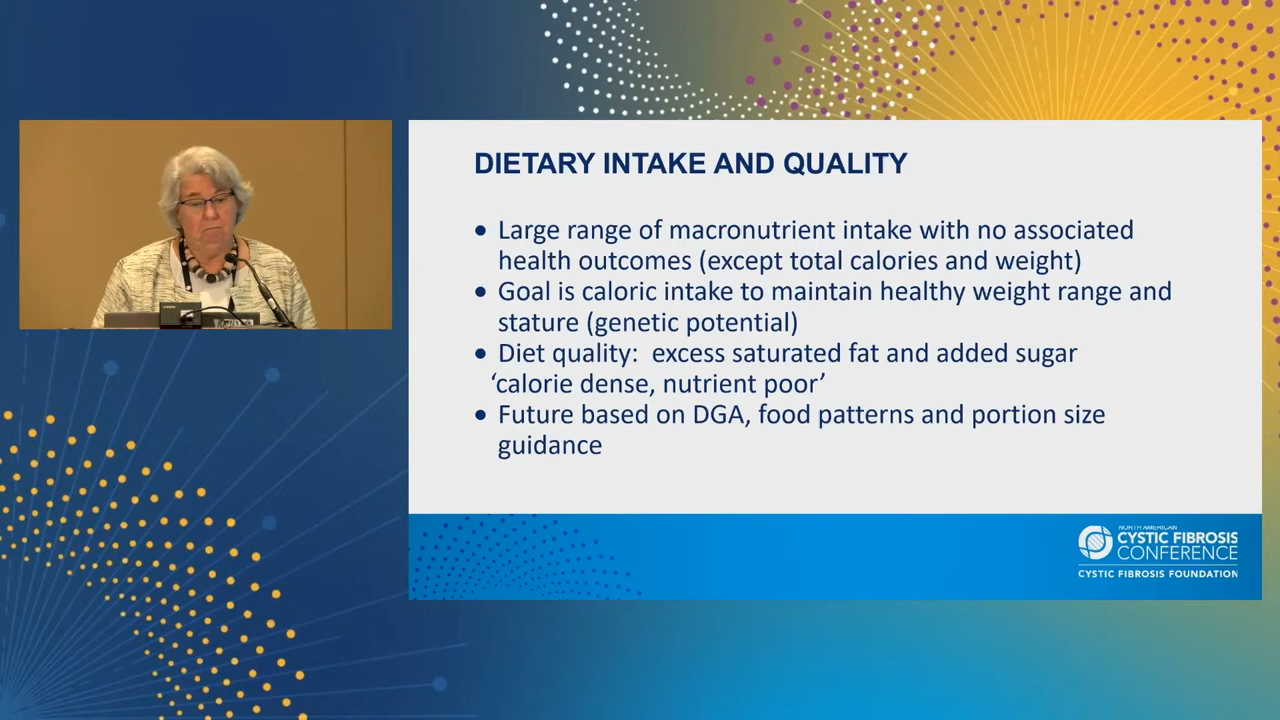 DIETARY INTAKE AND QUALITY
• Large range of macronutrient intake with no associated
health outcomes (except total calories and weight)
• Goal is caloric intake to maintain healthy weight range and
stature (genetic potential)
• Diet quality:  excess saturated fat and added sugar
‘calorie dense, nutrient poor’
• Future based on DGA, food patterns and portion size
guidance
NORTH AMERICAN
CYSTIC FIBROSIS
CONFERENCE
CYSTIC FIBROSIS FOUNDATION